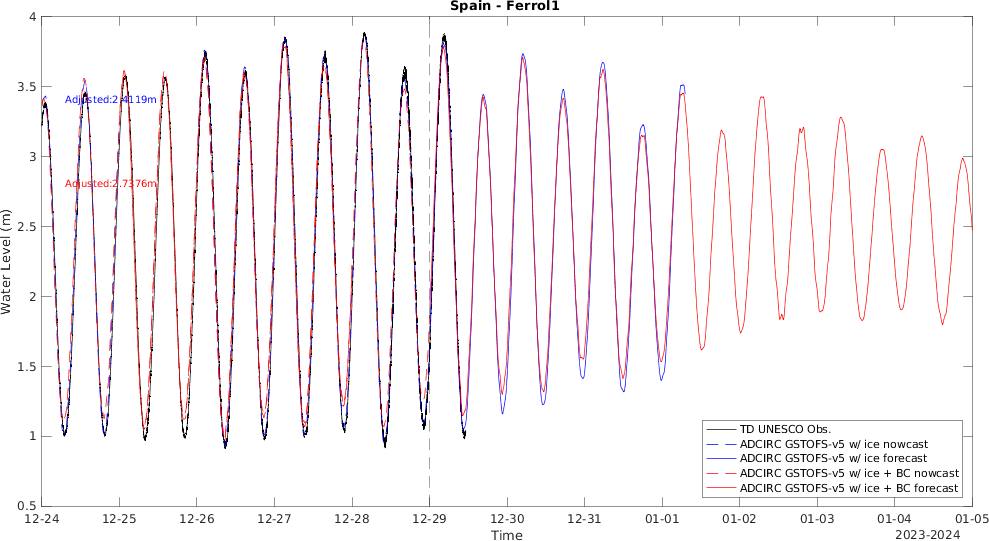 Spain - Ferrol1
4
3.5
3
2.5
2
1.5
1
0.5
Water Level (m)
Adjusted:2.4119m
Adjusted:2.7376m
TD UNESCO Obs.
ADCIRC GSTOFS-v5 w/ ice nowcast
ADCIRC GSTOFS-v5 w/ ice forecast
ADCIRC GSTOFS-v5 w/ ice + BC nowcast
ADCIRC GSTOFS-v5 w/ ice + BC forecast
12-24 12-25 12-26 12-27 12-28 12-29 12-30 12-31 01-01 01-02 01-03 01-04 01-05
Time
2023-2024